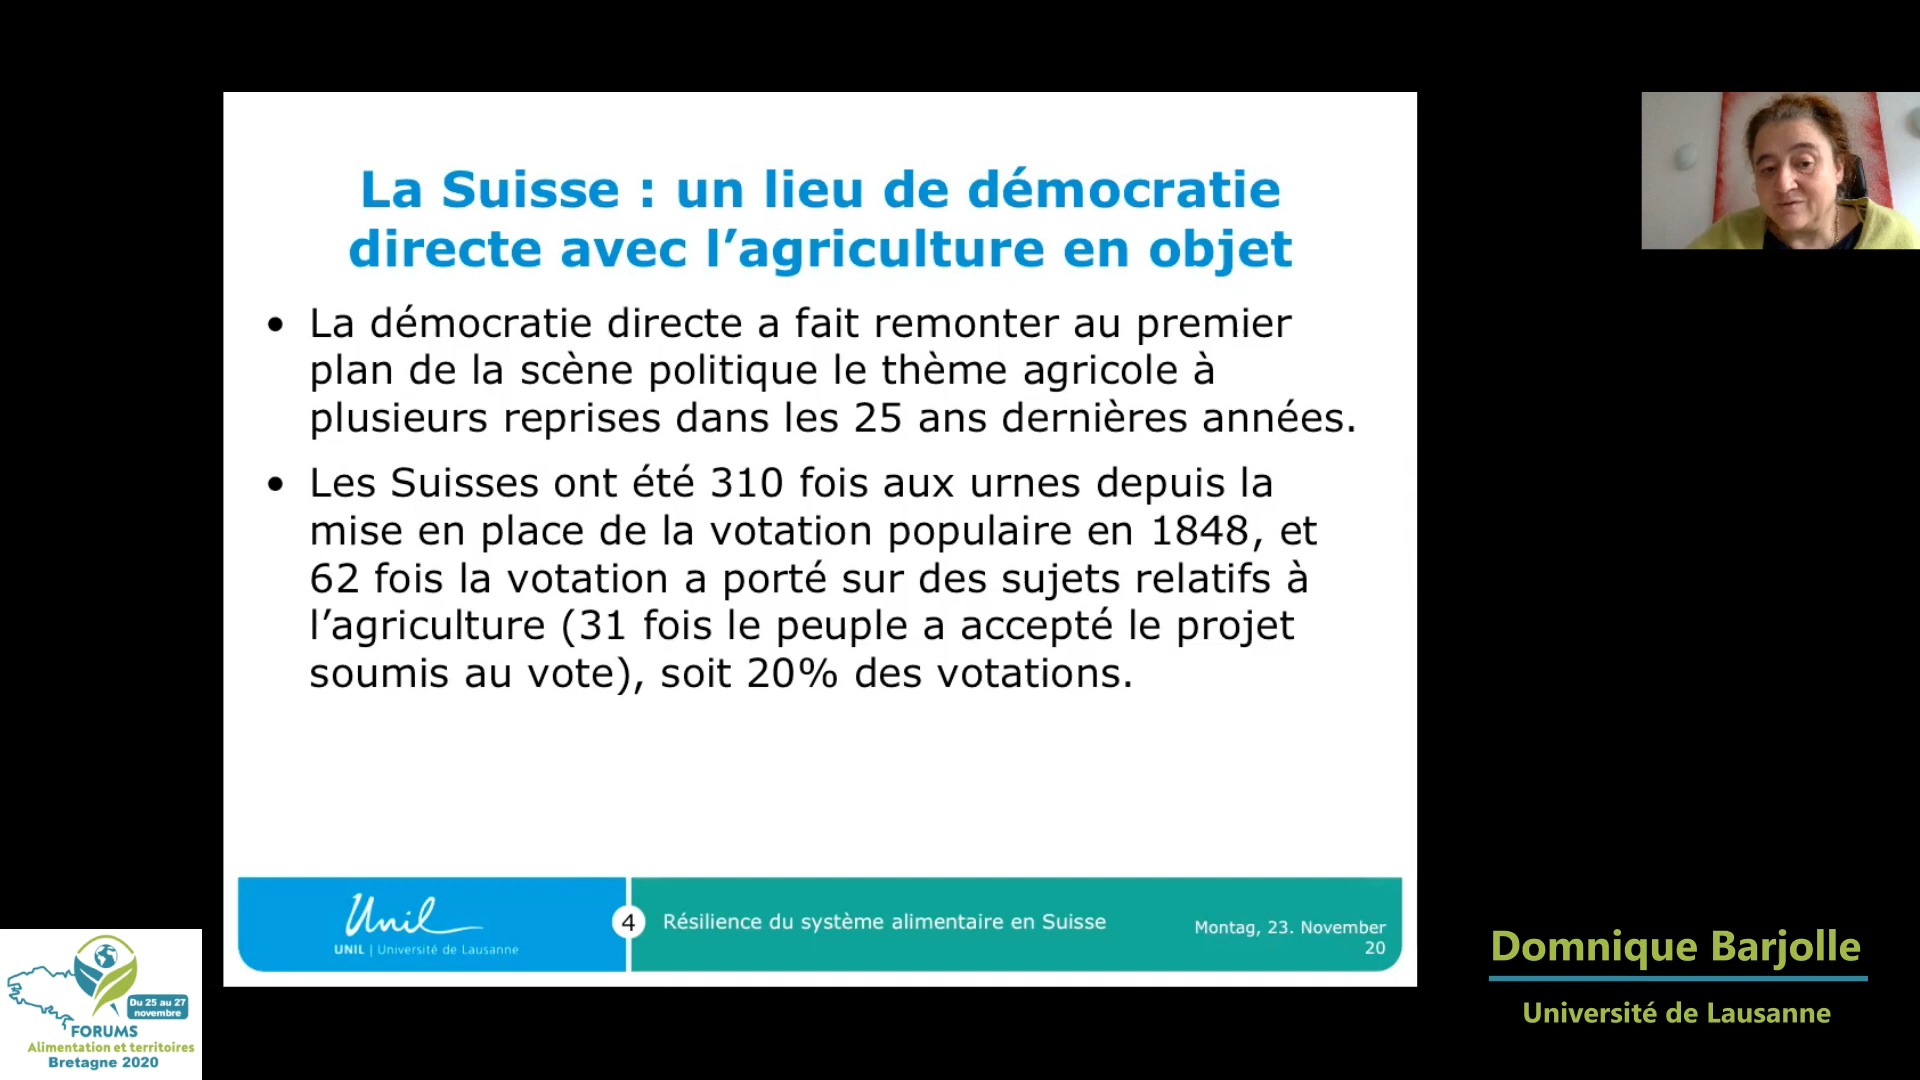 La Suisse : un lieu de démocratie
directe avec l’agriculture en objet
• La démocratie directe a fait remonter au premier
plan de la scène politique le thème agricole à
plusieurs reprises dans les 25 ans dernières années.
• Les Suisses ont été 310 fois aux urnes depuis la
mise en place de la votation populaire en 1848, et
62 fois la votation a porté sur des sujets relatifs à
l’agriculture (31 fois le peuple a accepté le projet
soumis au vote), soit 20% des votations.
Unil
UNIL | Université de Lausanne
4
Résilience du système alimentaire en Suisse
Montag, 23. November
20
Du 25 au 27
novembre
FORUMS
Alimentation et territoires
Bretagne 2020
Domnique Barjolle
Université de Lausanne